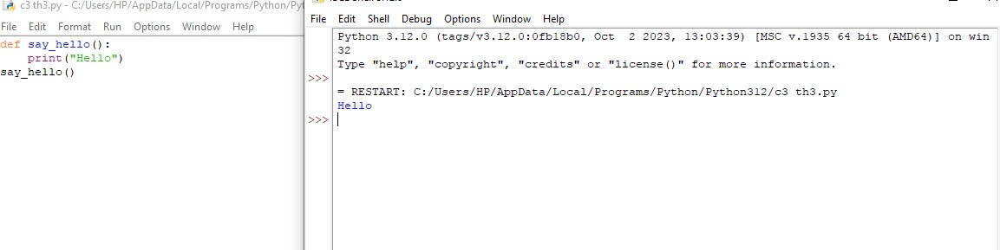 c3 th3.py - C:/Users/HP/AppData/Local/Programs/Python/Pyt
File Edit Format Run Options Window Help
def say_hello():
    print("Hello")
say_hello()
File Edit Shell Debug Options Window Help
Python 3.12.0 (tags/v3.12.0:0fb18b0, Oct  2 2023, 13:03:39) [MSC v.1935 64 bit (AMD64)] on win
32
Type "help", "copyright", "credits" or "license()" for more information.
>>>
= RESTART: C:/Users/HP/AppData/Local/Programs/Python/Python312/c3 th3.py
Hello
>>>